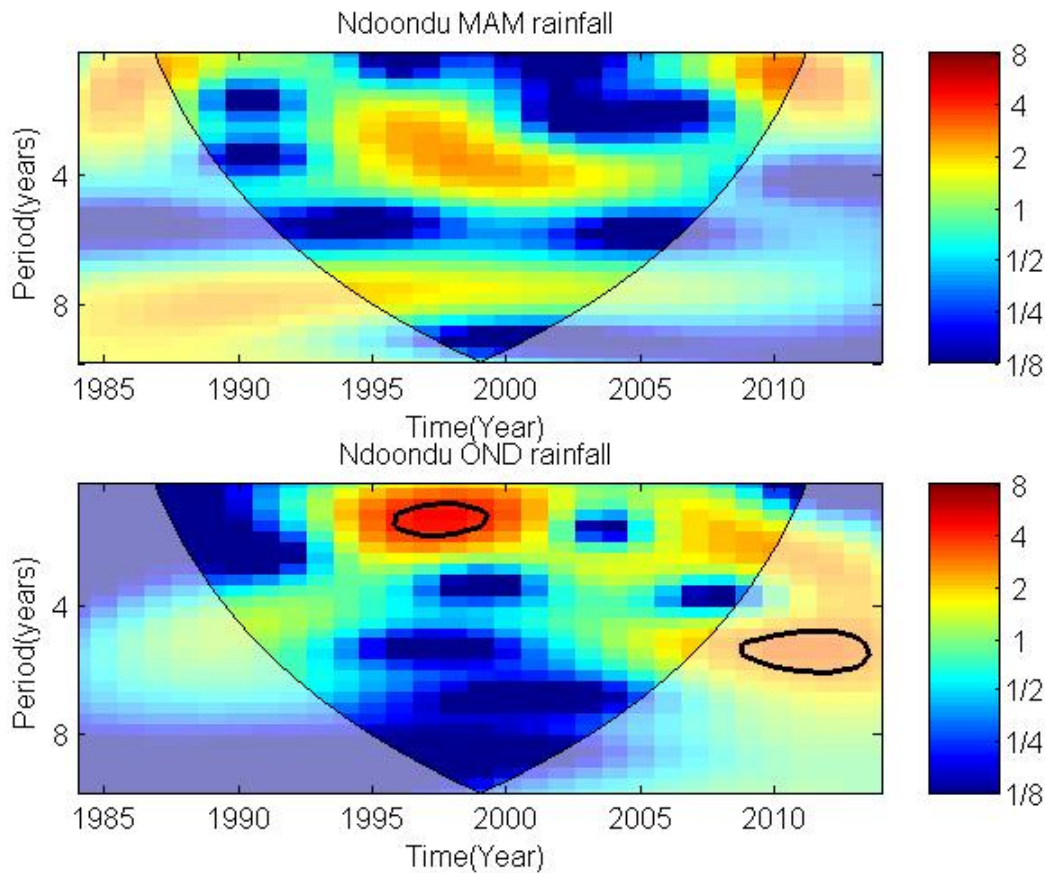 Ndoondu MAM rainfall
Period(years)
4
8
1985 1990 1995 2000 2005 2010
Time(Year)
8
4
2
1
1/2
1/4
1/8
Ndoondu OND rainfall
Period(years)
4
8
1985 1990 1995 2000 2005 2010
Time(Year)
8
4
2
1
1/2
1/4
1/8